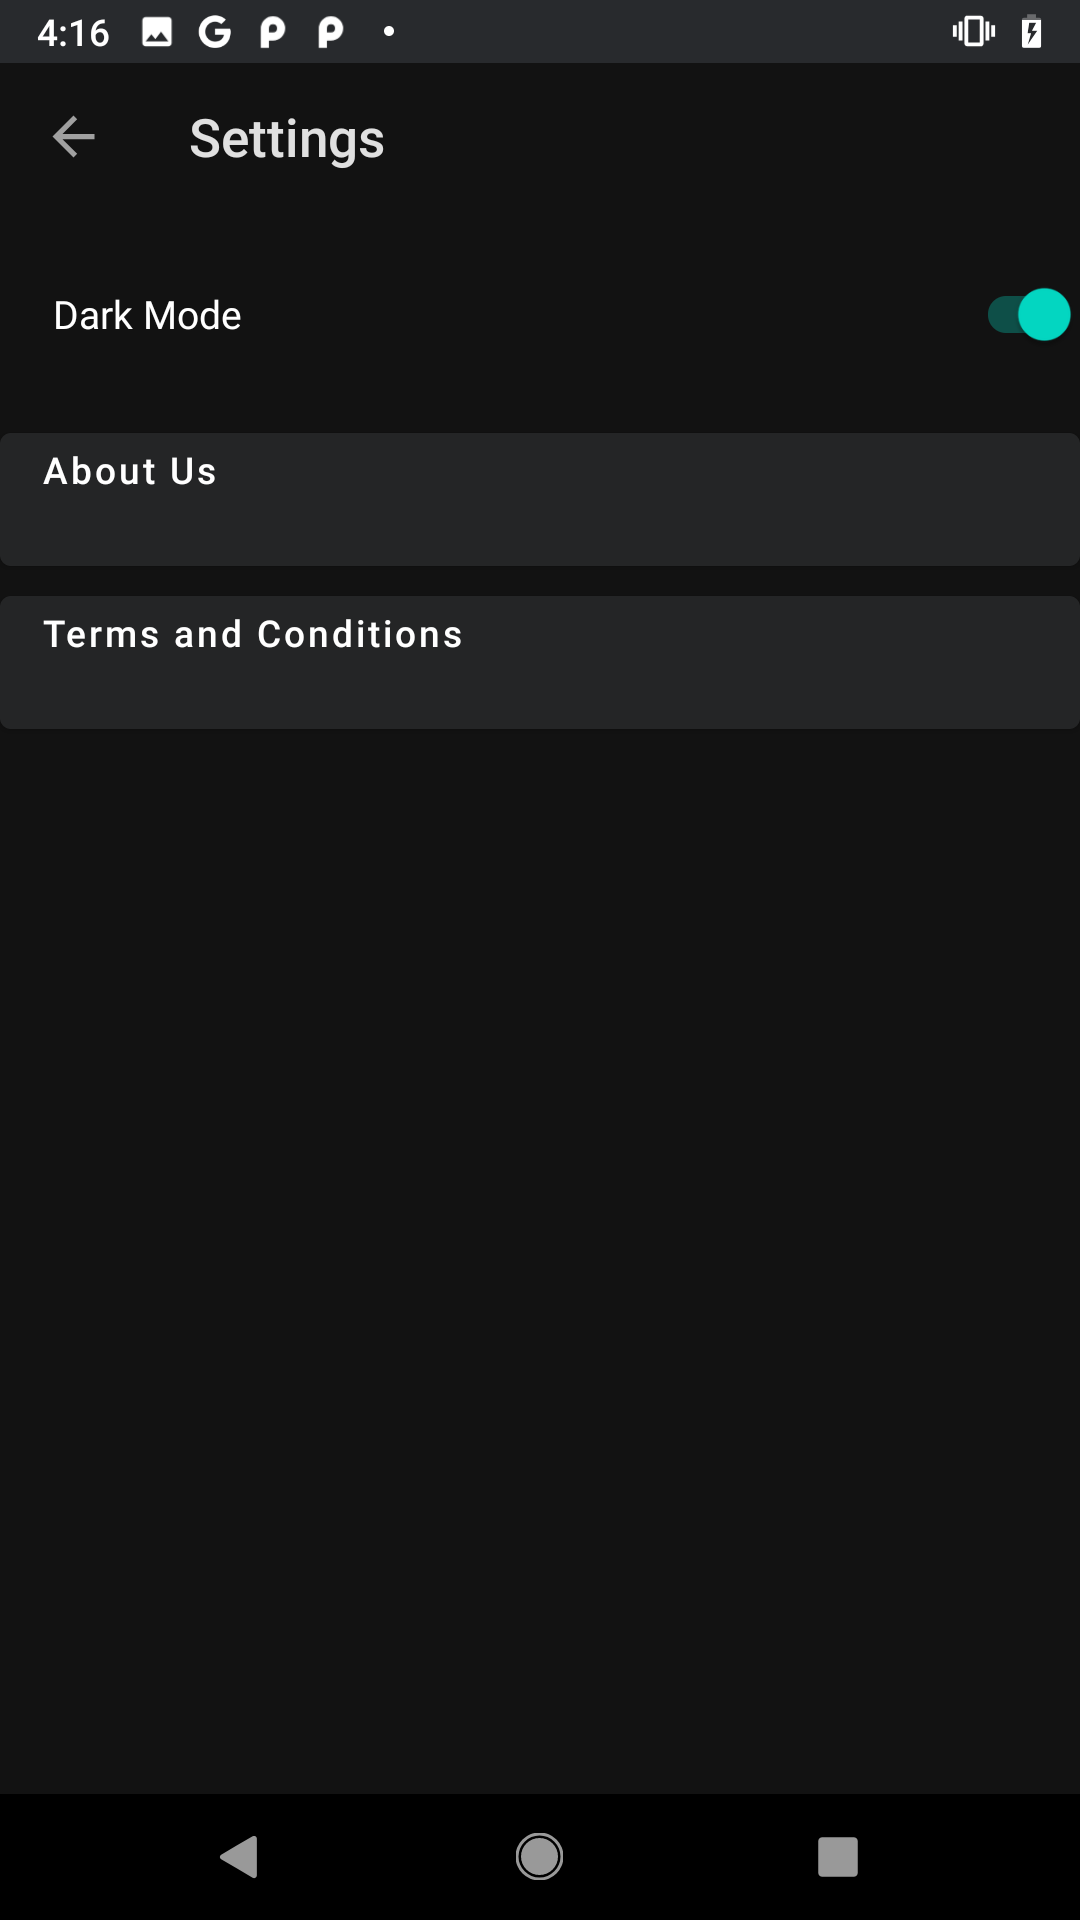 4:16
Settings
Dark Mode
About Us
Terms and Conditions